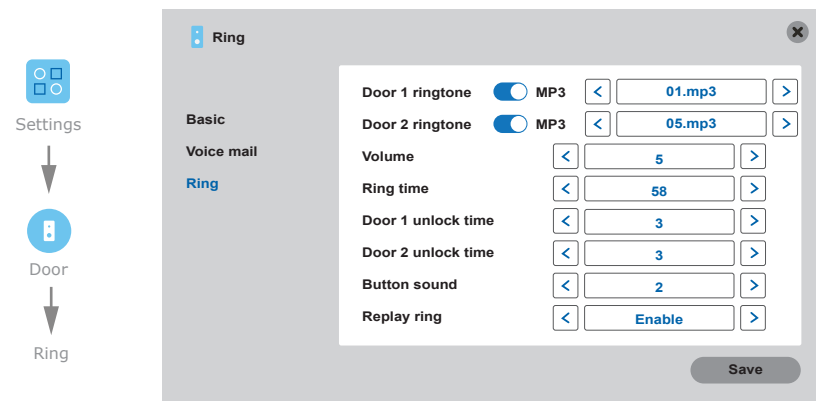 Settings
Door
Ring
Ring
Basic
Voice mail
Ring
Door 1 ringtone MP3 < 01.mp3 >
Door 2 ringtone MP3 < 05.mp3 >
Volume < 5 >
Ring time < 58 >
Door 1 unlock time < 3 >
Door 2 unlock time < 3 >
Button sound < 2 >
Replay ring < Enable >
Save